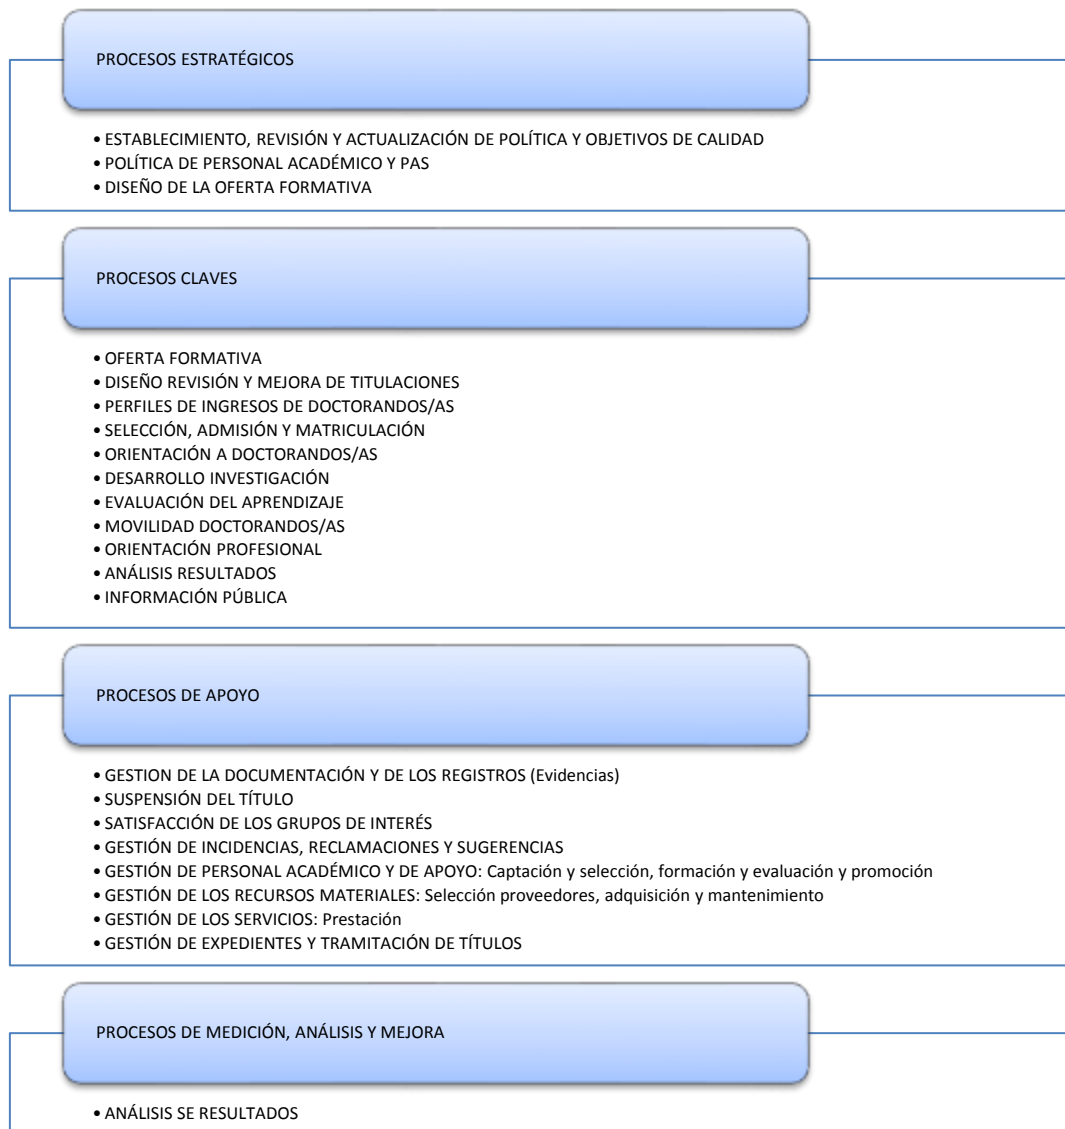 PROCESOS ESTRATÉGICOS
• ESTABLECIMIENTO, REVISIÓN Y ACTUALIZACIÓN DE POLÍTICA Y OBJETIVOS DE CALIDAD
• POLÍTICA DE PERSONAL ACADÉMICO Y PAS
• DISEÑO DE LA OFERTA FORMATIVA
PROCESOS CLAVES
• OFERTA FORMATIVA
• DISEÑO REVISIÓN Y MEJORA DE TITULACIONES
• PERFILES DE INGRESOS DE DOCTORANDOS/AS
• SELECCIÓN, ADMISIÓN Y MATRICULACIÓN
• ORIENTACIÓN A DOCTORANDOS/AS
• DESARROLLO INVESTIGACIÓN
• EVALUACIÓN DEL APRENDIZAJE
• MOVILIDAD DOCTORANDOS/AS
• ORIENTACIÓN PROFESIONAL
• ANÁLISIS RESULTADOS
• INFORMACIÓN PÚBLICA
PROCESOS DE APOYO
• GESTION DE LA DOCUMENTACIÓN Y DE LOS REGISTROS (Evidencias)
• SUSPENSIÓN DEL TÍTULO
• SATISFACCIÓN DE LOS GRUPOS DE INTERÉS
• GESTIÓN DE INCIDENCIAS, RECLAMACIONES Y SUGERENCIAS
• GESTIÓN DE PERSONAL ACADÉMICO Y DE APOYO: Captación y selección, formación y evaluación y promoción
• GESTIÓN DE LOS RECURSOS MATERIALES: Selección proveedores, adquisición y mantenimiento
• GESTIÓN DE LOS SERVICIOS: Prestación
• GESTIÓN DE EXPEDIENTES Y TRAMITACIÓN DE TÍTULOS
PROCESOS DE MEDICIÓN, ANÁLISIS Y MEJORA
• ANÁLISIS SE RESULTADOS